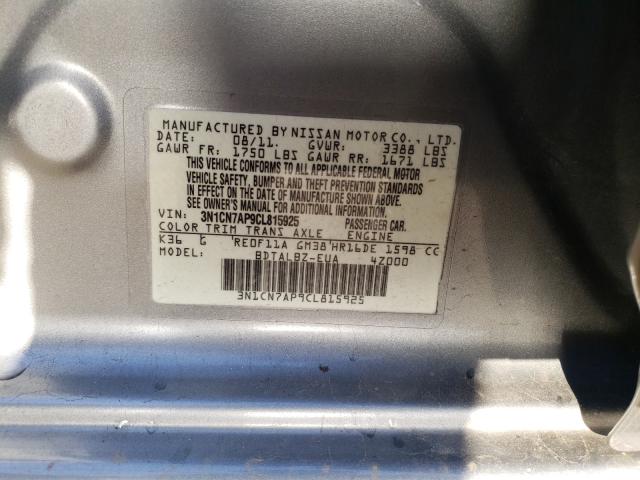 MANUFACTURED BY NISSAN MOTOR CO., LTD.
DATE: 08/11. GVWR: 3388 LBS
GAWR FR: 1750 LBS GAWR RR: 1671 LBS
THIS VEHICLE CONFORMS TO ALL APPLICABLE FEDERAL MOTOR
VEHICLE SAFETY, BUMPER AND THEFT PREVENTION STANDARDS
IN EFFECT ON THE DATE OF MANUFACTURE SHOWN ABOVE.
SEE OWNER'S MANUAL FOR ADDITIONAL INFORMATION.
VIN: 3N1CN7AP9CL815925 PASSENGER CAR.
COLOR TRIM TRANS AXLE ENGINE
K36 G RE0F11A GM38 HR16DE 1598 CC
MODEL: BDTALBZ-EUA 4Z000
3N1CN7AP9CL815925